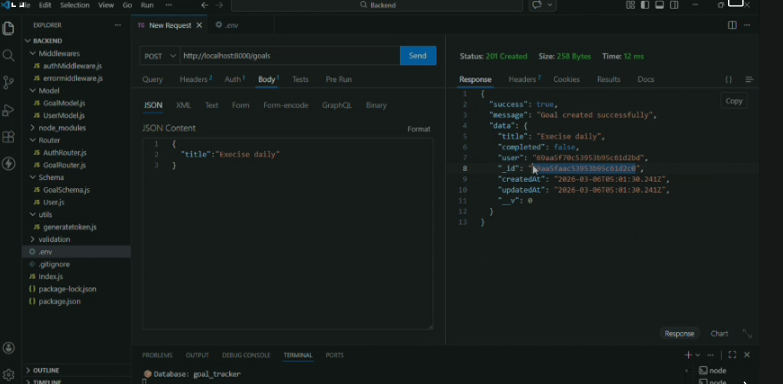 File Edit Selection View Go Run ... Backend
EXPLORER ...
TC New Request × .env
BACKEND
Middlewares
JS authMiddleware.js
JS errormiddleware.js
Model
JS GoalModel.js
JS UserModel.js
node_modules
Router
JS AuthRouter.js
JS GoalRouter.js
Schema
JS GoalSchema.js
JS User.js
utils
JS generatetoken.js
validation
.env
.gitignore
JS Index.js
{} package-lock.json
{} package.json
OUTLINE
TIMELINE
POST http://localhost:8000/goals Send
Query Headers 2 Auth 1 Body 1 Tests Pre Run
JSON XML Text Form Form-encode GraphQL Binary
JSON Content Format
1 {
2 "title":"Execise daily"
3 }
Status: 201 Created Size: 258 Bytes Time: 12 ms
Response Headers 7 Cookies Results Docs {}
Copy
1 {
2 "success": true,
3 "message": "Goal created successfully",
4 "data": {
5 "title": "Execise daily",
6 "completed": false,
7 "user": "69aa5f70c53953b95c61d2bd",
8 "_id": "69aa5faac53953b95c61d2c0",
9 "createdAt": "2026-03-06T05:01:30.241Z",
10 "updatedAt": "2026-03-06T05:01:30.241Z",
11 "__v": 0
12 }
13 }
Response Chart
PROBLEMS OUTPUT DEBUG CONSOLE TERMINAL PORTS
Database: goal_tracker
node
node